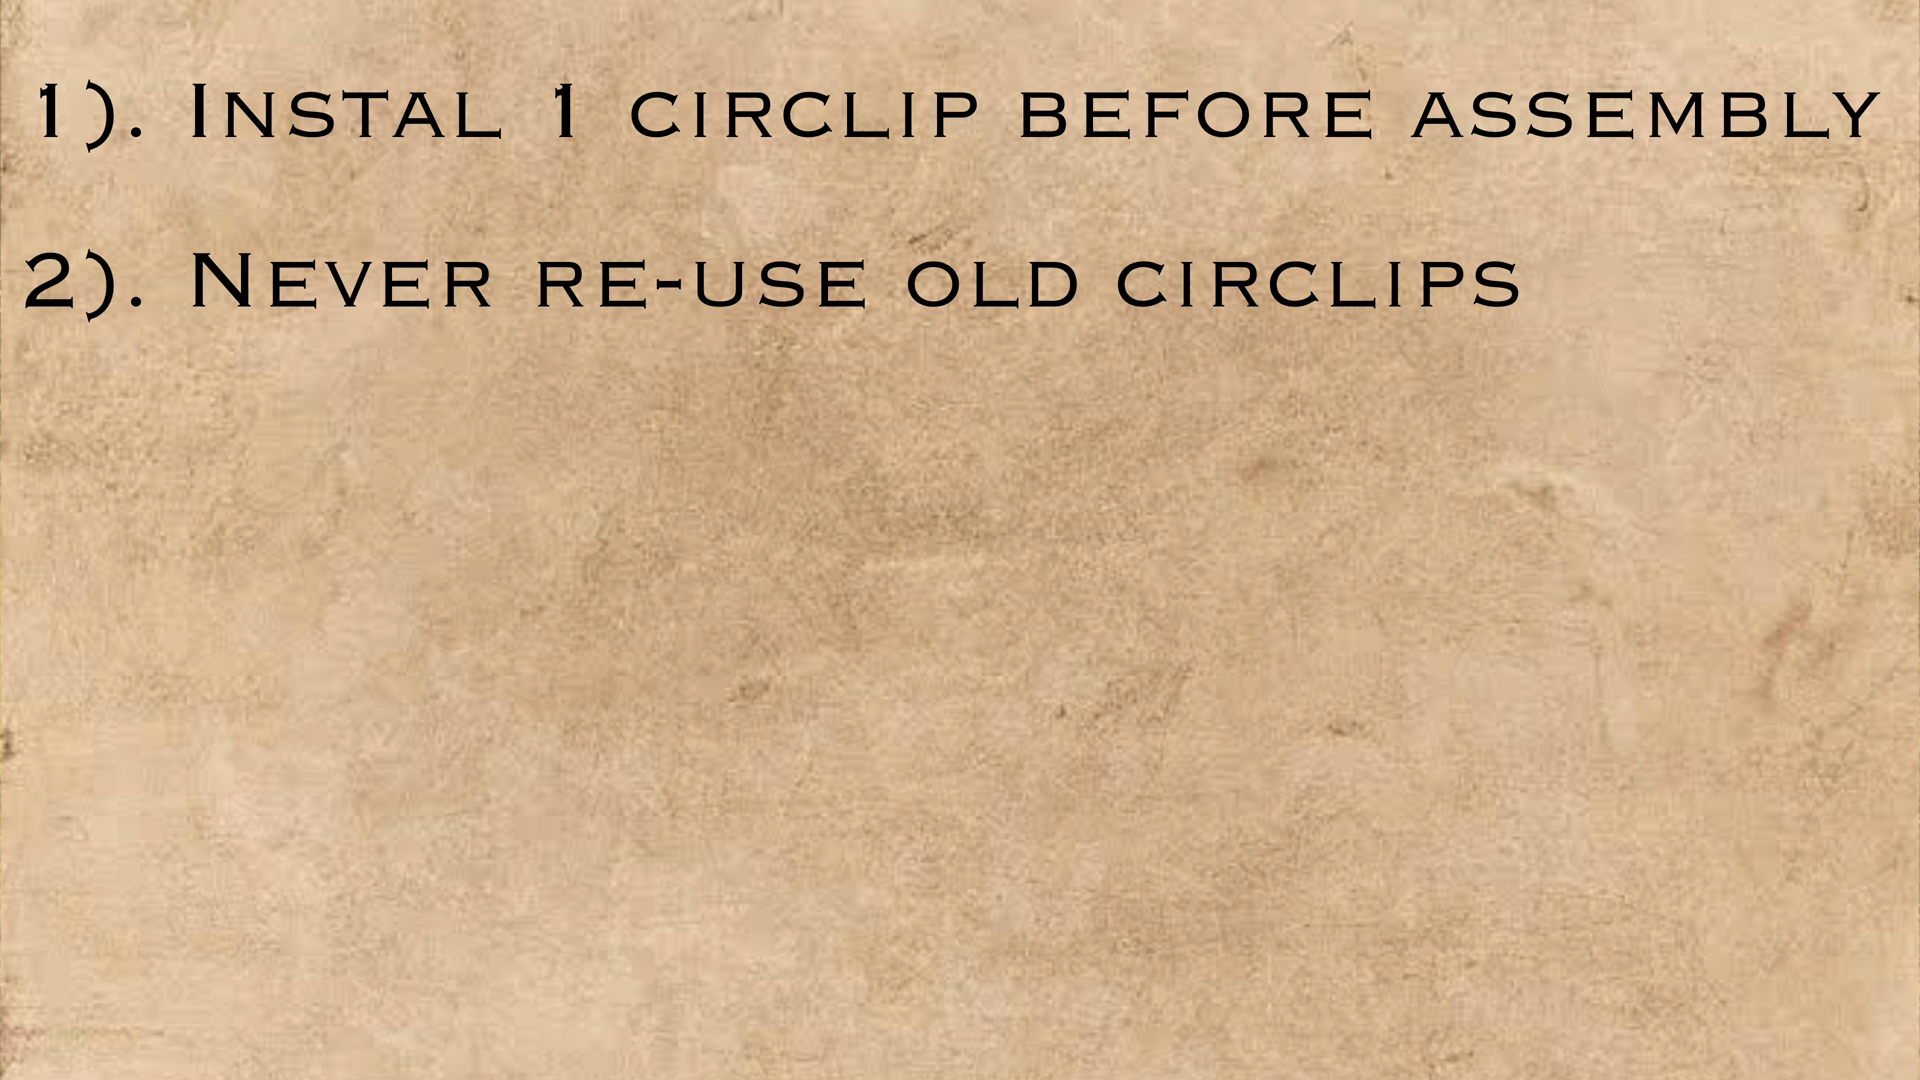 1). Instal 1 circlip before assembly
2). Never re-use old circlips